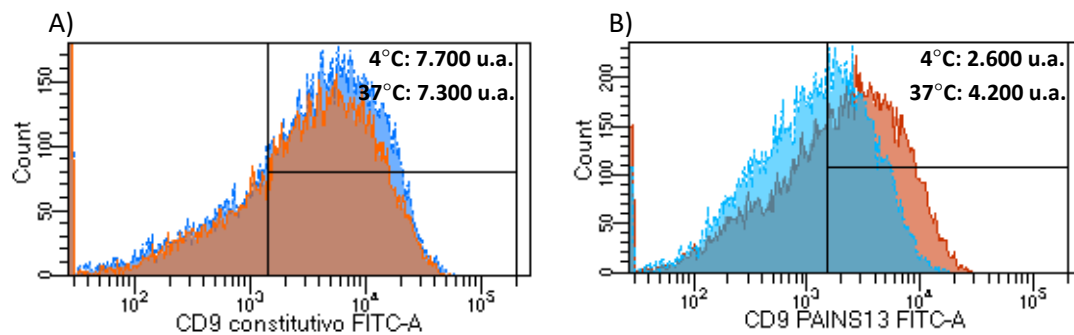 A)
4°C: 7.700 u.a.
37°C: 7.300 u.a.
Count
150
100
50
0
10² 10³ 10⁴ 10⁵
CD9 constitutivo FITC-A
B)
4°C: 2.600 u.a.
37°C: 4.200 u.a.
Count
200
150
100
50
0
10² 10³ 10⁴ 10⁵
CD9 PAINS13 FITC-A